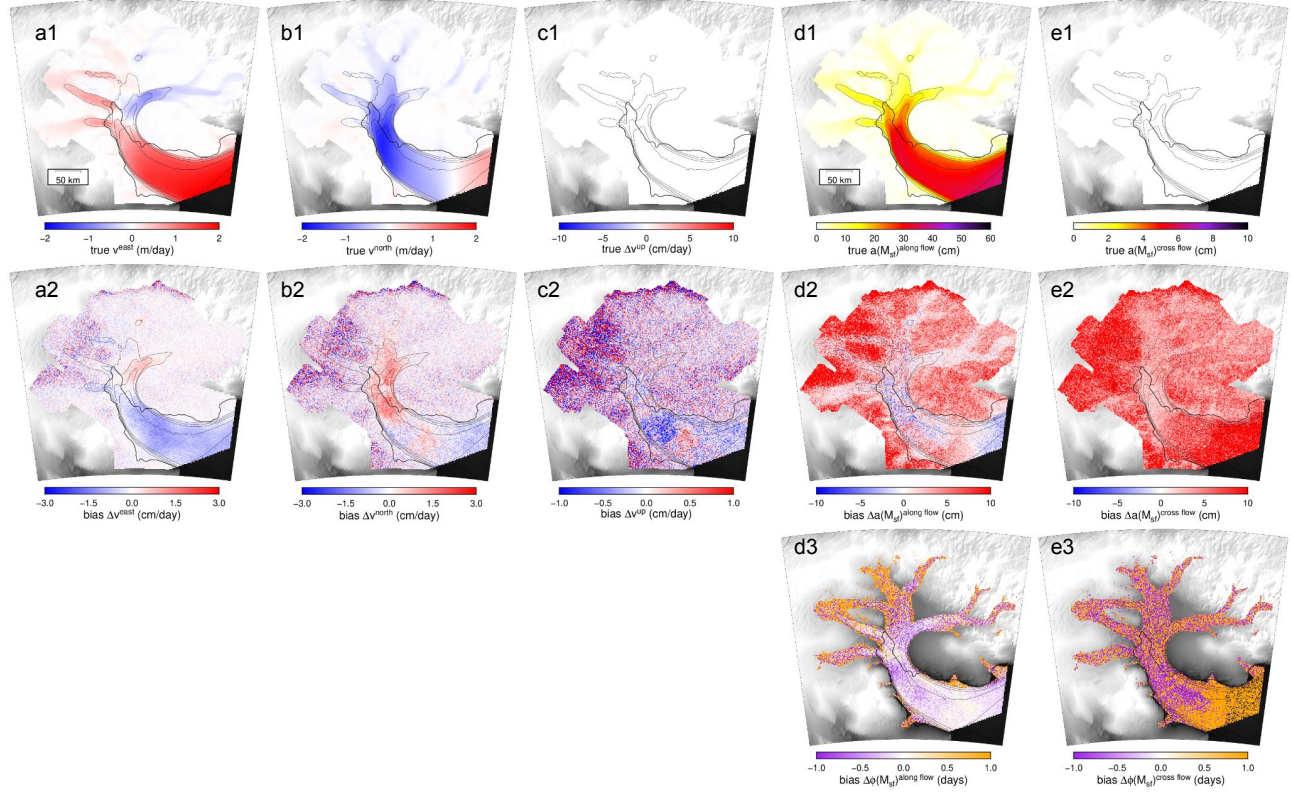 a1 b1 c1 d1 e1
50 km 50 km
−2 −1 0 1 2 −2 −1 0 1 2 −10 −5 0 5 10 0 10 20 30 40 50 60 0 2 4 6 8 10
true v^east (m/day) true v^north (m/day) true Δv^up (cm/day) true a(M_sf)^along flow (cm) true a(M_sf)^cross flow (cm)
a2 b2 c2 d2 e2
−3.0 −1.5 0.0 1.5 3.0 −3.0 −1.5 0.0 1.5 3.0 −1.0 −0.5 0.0 0.5 1.0 −10 −5 0 5 10 −10 −5 0 5 10
bias Δv^east (cm/day) bias Δv^north (cm/day) bias Δv^up (cm/day) bias Δa(M_sf)^along flow (cm) bias Δa(M_sf)^cross flow (cm)
d3 e3
−1.0 −0.5 0.0 0.5 1.0 −1.0 −0.5 0.0 0.5 1.0
bias Δϕ(M_sf)^along flow (days) bias Δϕ(M_sf)^cross flow (days)